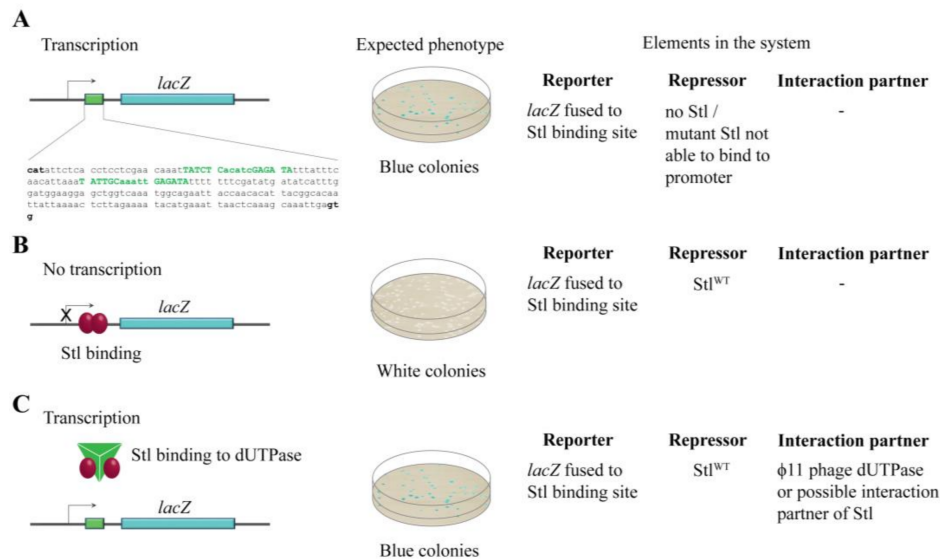 A
Transcription
Expected phenotype
Elements in the system
lacZ
Reporter Repressor Interaction partner
lacZ fused to
Stl binding site
no Stl /
mutant Stl not
able to bind to
promoter
-
Blue colonies
catattctca cctcctcgaa caaatTATCT CacatcGAGA TAtttatttc
aacattaaaT ATTGCaaatt GAGATAtttt tttcgatatg atatcatttg
gatggaagga gctggtcaaa tggcagaatt accaacacat tacggcacaa
ttattaaaac tcttagaaaa tacatgaaat taactcaaag caaattgagt
g
B
No transcription
Reporter Repressor Interaction partner
lacZ
X
lacZ fused to
Stl binding site
StlWT
-
Stl binding
White colonies
C
Transcription
Reporter Repressor Interaction partner
Stl binding to dUTPase
lacZ fused to
Stl binding site
StlWT
ϕ11 phage dUTPase
or possible interaction
partner of Stl
lacZ
Blue colonies